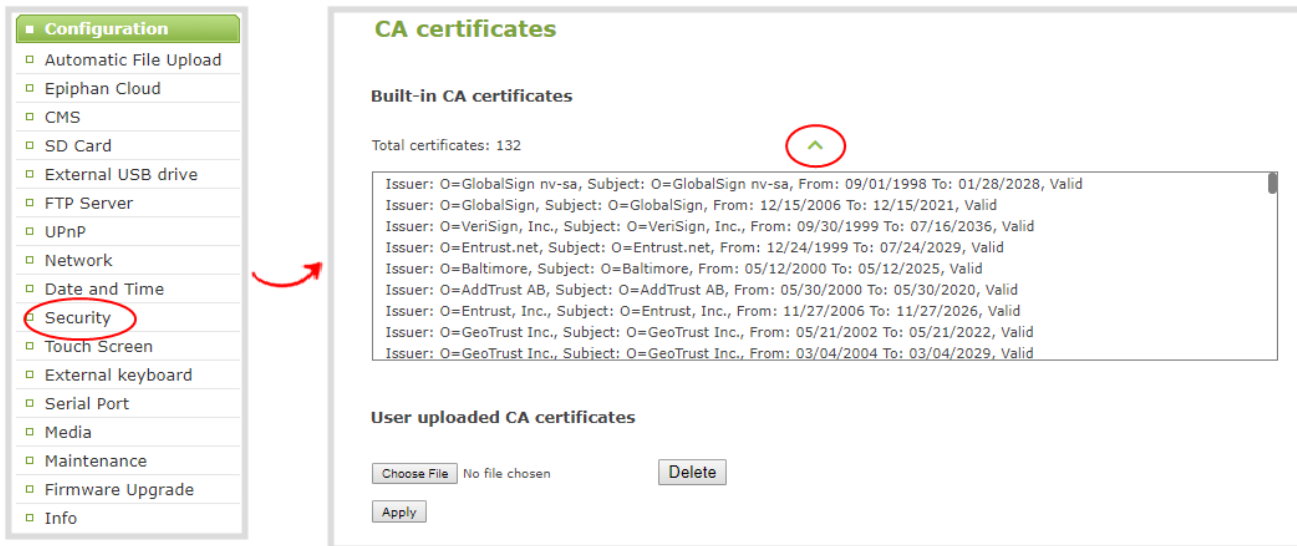 Configuration
Automatic File Upload
Epiphan Cloud
CMS
SD Card
External USB drive
FTP Server
UPnP
Network
Date and Time
Security
Touch Screen
External keyboard
Serial Port
Media
Maintenance
Firmware Upgrade
Info
CA certificates
Built-in CA certificates
Total certificates: 132
Issuer: O=GlobalSign nv-sa, Subject: O=GlobalSign nv-sa, From: 09/01/1998 To: 01/28/2028, Valid
Issuer: O=GlobalSign, Subject: O=GlobalSign, From: 12/15/2006 To: 12/15/2021, Valid
Issuer: O=VeriSign, Inc., Subject: O=VeriSign, Inc., From: 09/30/1999 To: 07/16/2036, Valid
Issuer: O=Entrust.net, Subject: O=Entrust.net, From: 12/24/1999 To: 07/24/2029, Valid
Issuer: O=Baltimore, Subject: O=Baltimore, From: 05/12/2000 To: 05/12/2025, Valid
Issuer: O=AddTrust AB, Subject: O=AddTrust AB, From: 05/30/2000 To: 05/30/2020, Valid
Issuer: O=Entrust, Inc., Subject: O=Entrust, Inc., From: 11/27/2006 To: 11/27/2026, Valid
Issuer: O=GeoTrust Inc., Subject: O=GeoTrust Inc., From: 05/21/2002 To: 05/21/2022, Valid
Issuer: O=GeoTrust Inc., Subject: O=GeoTrust Inc., From: 03/04/2004 To: 03/04/2029, Valid
User uploaded CA certificates
Choose File No file chosen Delete
Apply